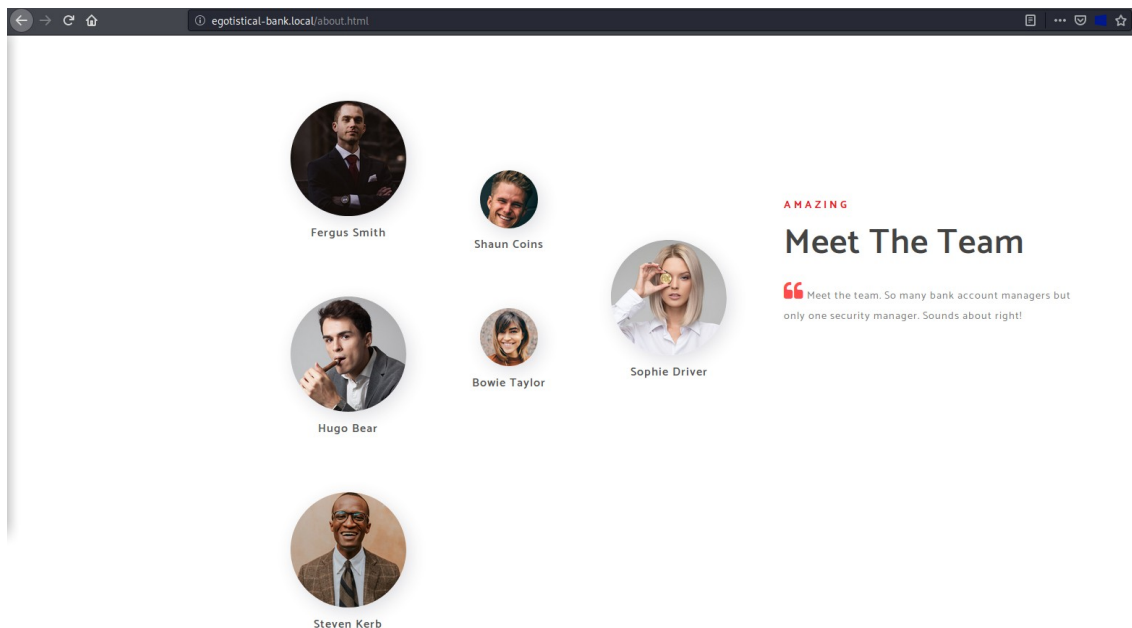 egotistical-bank.local/about.html
Fergus Smith
Shaun Coins
Hugo Bear
Bowie Taylor
Sophie Driver
Steven Kerb
AMAZING
Meet The Team
❝ Meet the team. So many bank account managers but
only one security manager. Sounds about right!